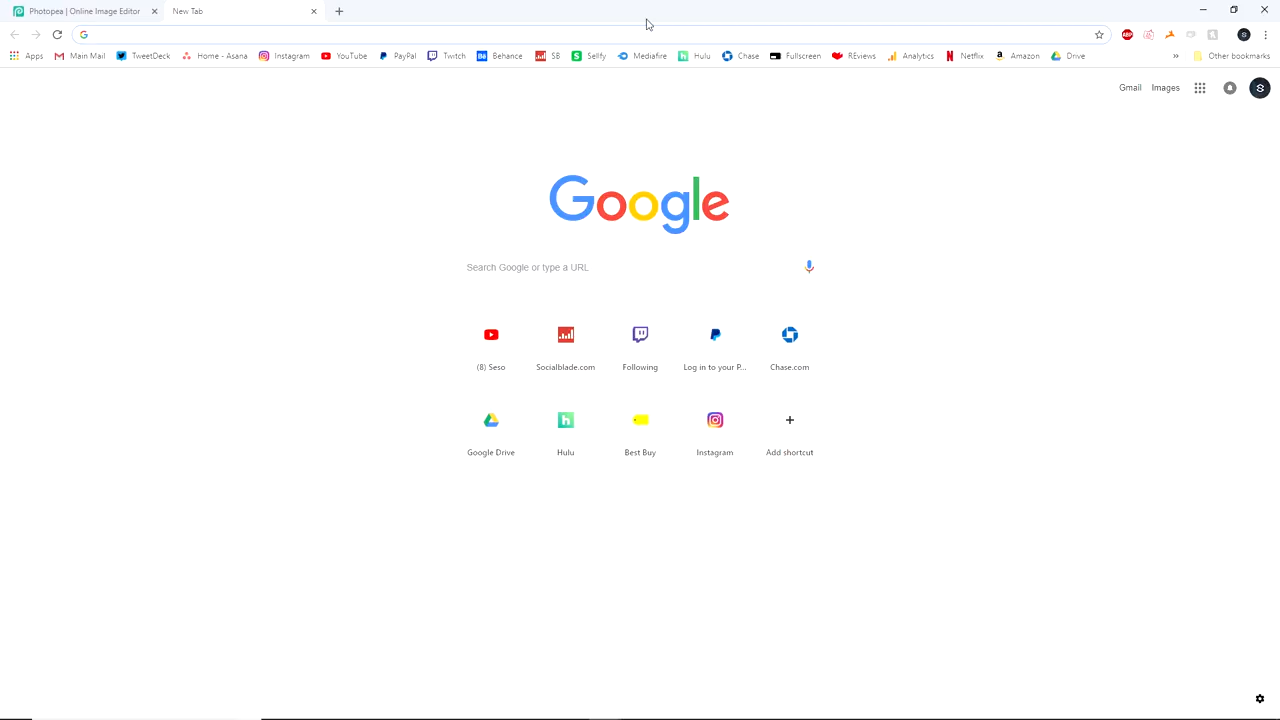 Photopea | Online Image Editor New Tab
Apps Main Mail TweetDeck Home - Asana Instagram YouTube PayPal Twitch Behance SB Sellfy Mediafire Hulu Chase Fullscreen REviews Analytics Netflix Amazon Drive » Other bookmarks
Gmail Images
Google
Search Google or type a URL
(8) Seso Socialblade.com Following Log in to your P... Chase.com
Google Drive Hulu Best Buy Instagram Add shortcut